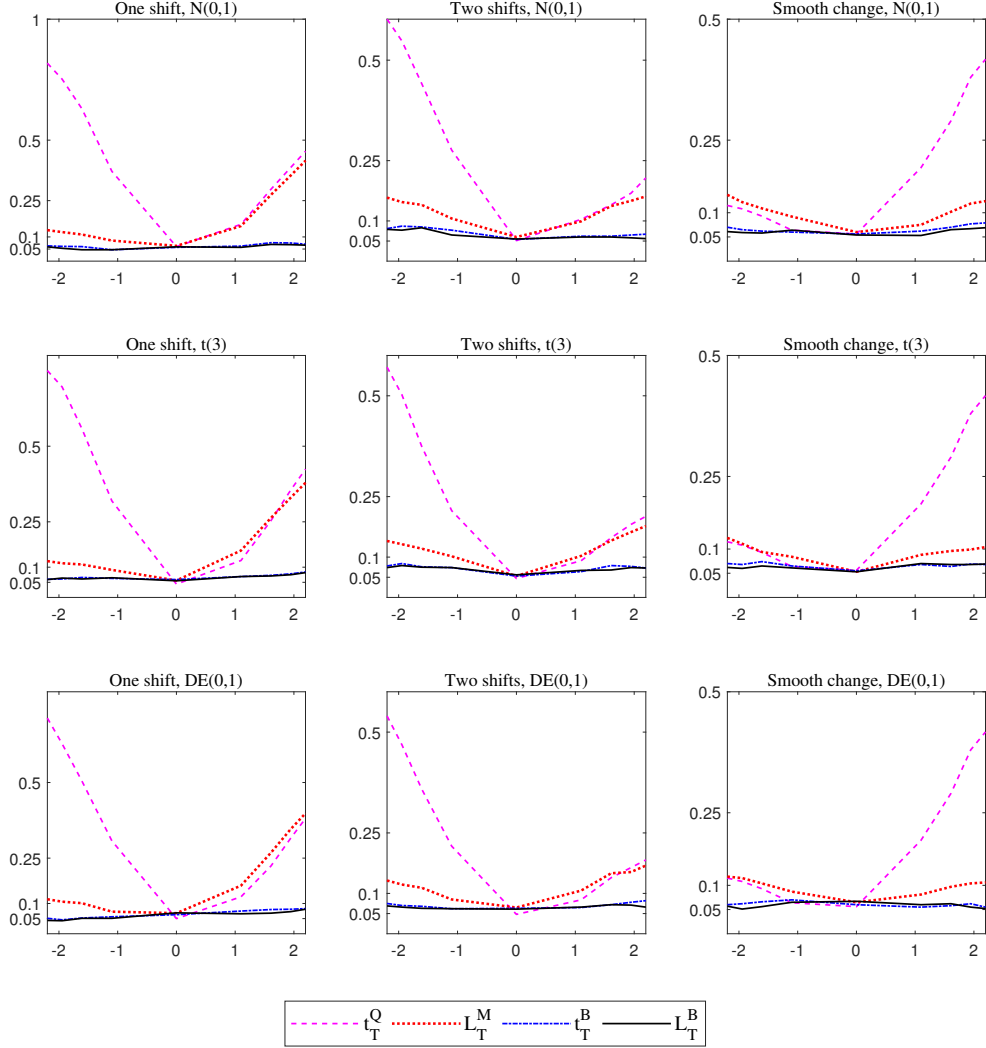 One shift, N(0,1)
1
0.5
0.25
0.1
0.05
-2 -1 0 1 2
Two shifts, N(0,1)
0.5
0.25
0.1
0.05
-2 -1 0 1 2
Smooth change, N(0,1)
0.5
0.25
0.1
0.05
-2 -1 0 1 2
One shift, t(3)
0.5
0.25
0.1
0.05
-2 -1 0 1 2
Two shifts, t(3)
0.5
0.25
0.1
0.05
-2 -1 0 1 2
Smooth change, t(3)
0.5
0.25
0.1
0.05
-2 -1 0 1 2
One shift, DE(0,1)
0.5
0.25
0.1
0.05
-2 -1 0 1 2
Two shifts, DE(0,1)
0.5
0.25
0.1
0.05
-2 -1 0 1 2
Smooth change, DE(0,1)
0.5
0.25
0.1
0.05
-2 -1 0 1 2
t_T^Q L_T^M t_T^B L_T^B